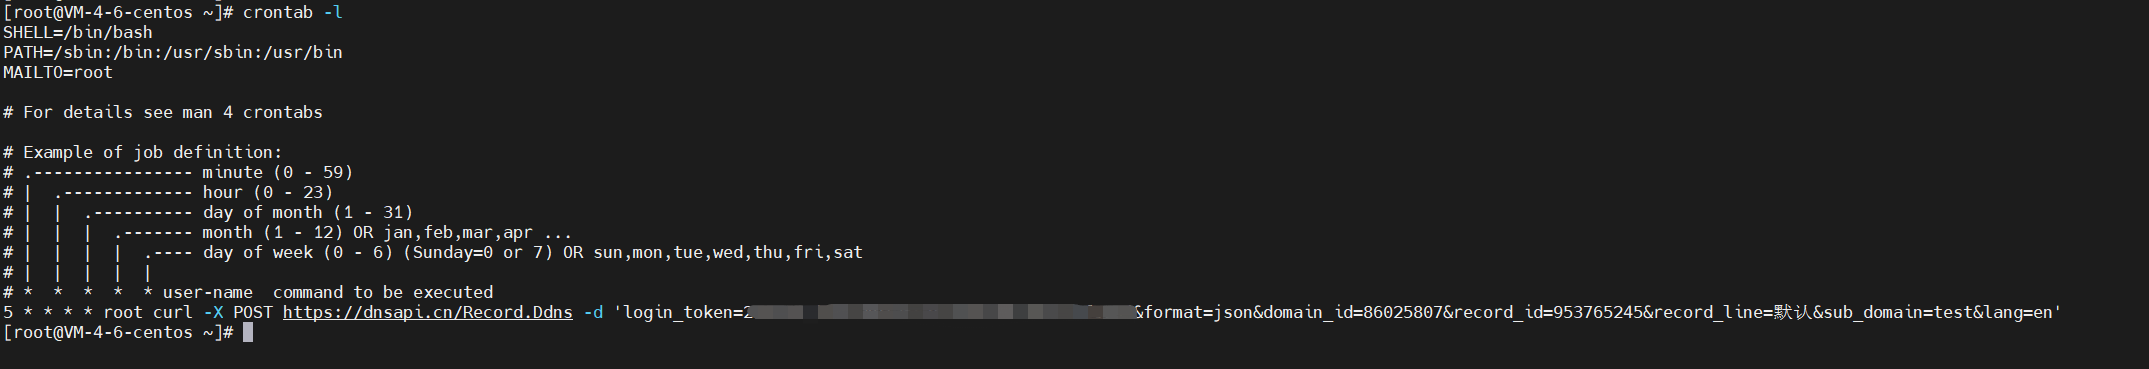 [root@VM-4-6-centos ~]# crontab -l
SHELL=/bin/bash
PATH=/sbin:/bin:/usr/sbin:/usr/bin
MAILTO=root
# For details see man 4 crontabs
# Example of job definition:
# .---------------- minute (0 - 59)
# |  .------------- hour (0 - 23)
# |  |  .---------- day of month (1 - 31)
# |  |  |  .------- month (1 - 12) OR jan,feb,mar,apr ...
# |  |  |  |  .---- day of week (0 - 6) (Sunday=0 or 7) OR sun,mon,tue,wed,thu,fri,sat
# |  |  |  |  |
# *  *  *  *  * user-name  command to be executed
5 * * * * root curl -X POST https://dnsapi.cn/Record.Ddns -d 'login_token=2 &format=json&domain_id=86025807&record_id=953765245&record_line=默认&sub_domain=test&lang=en'
[root@VM-4-6-centos ~]#